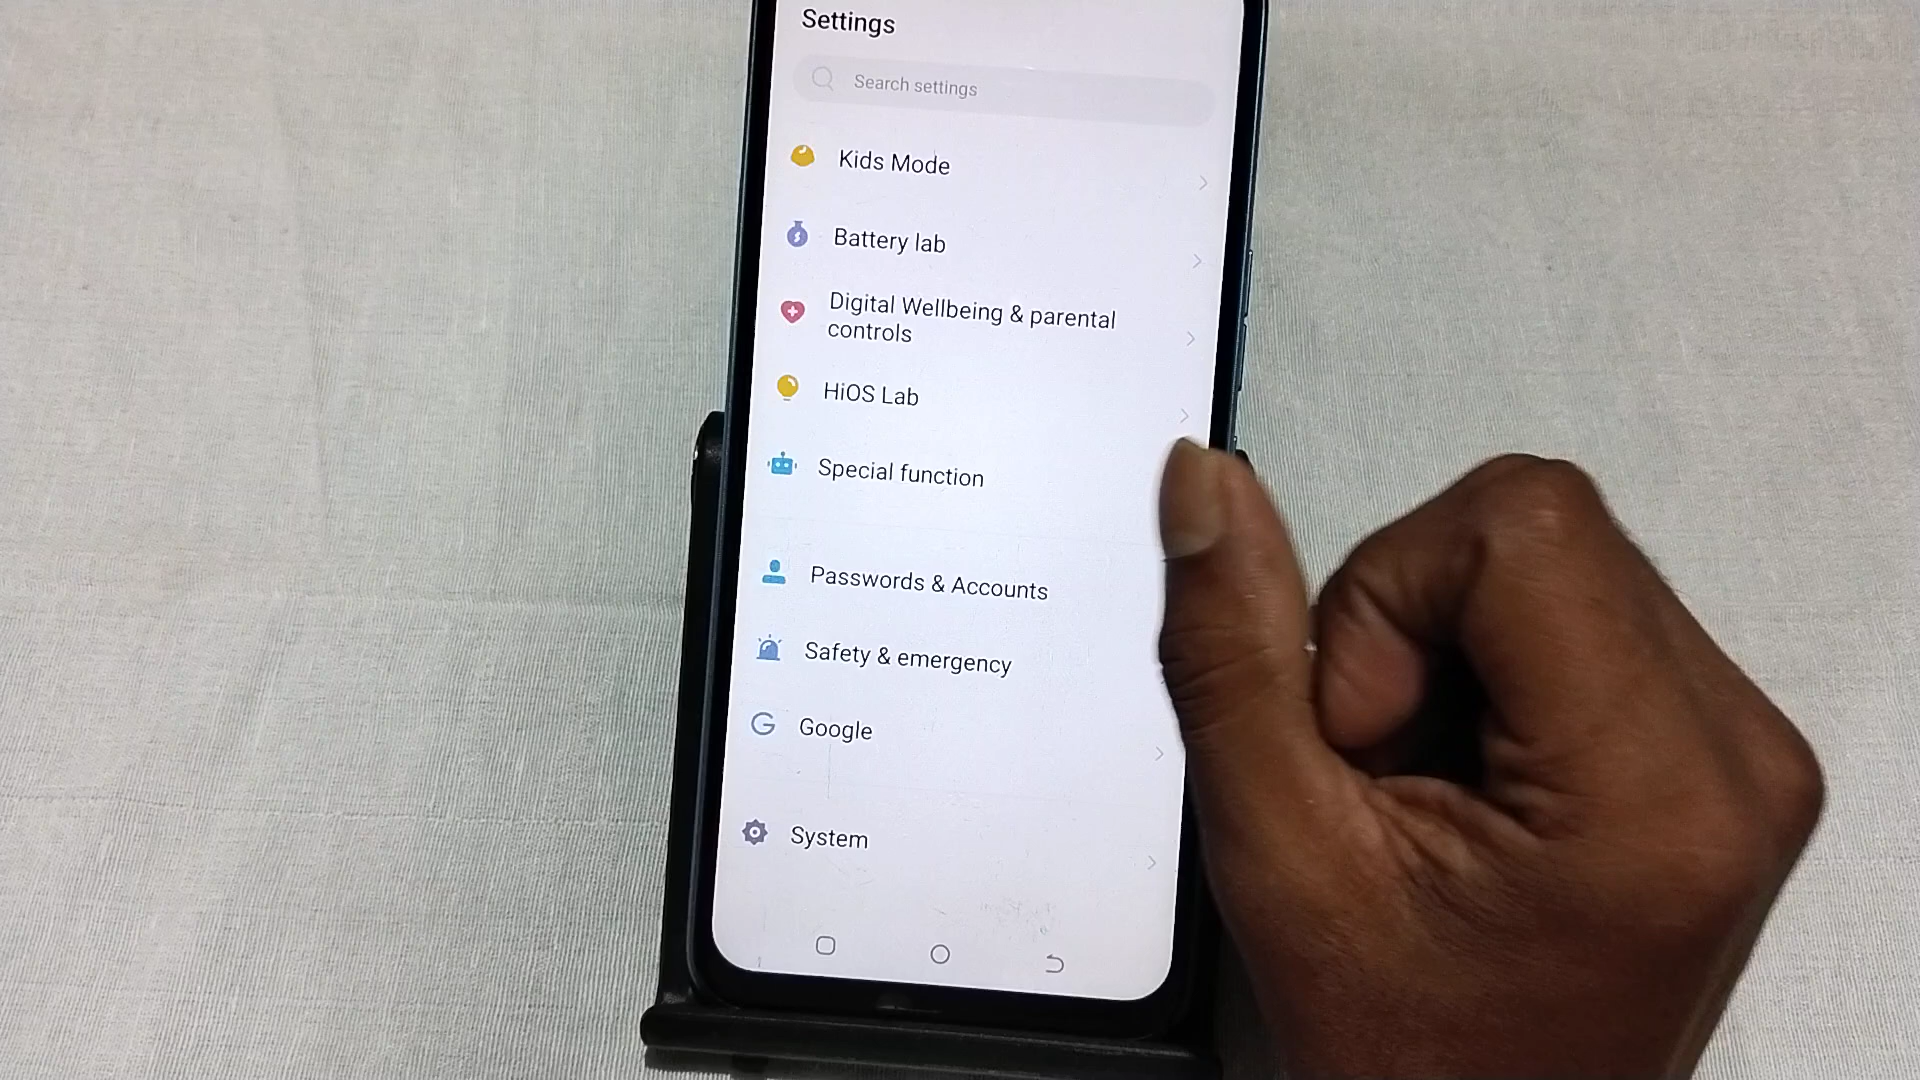 Settings
Search settings
Kids Mode
Battery lab
Digital Wellbeing & parental
controls
HiOS Lab
Special function
Passwords & Accounts
Safety & emergency
Google
System